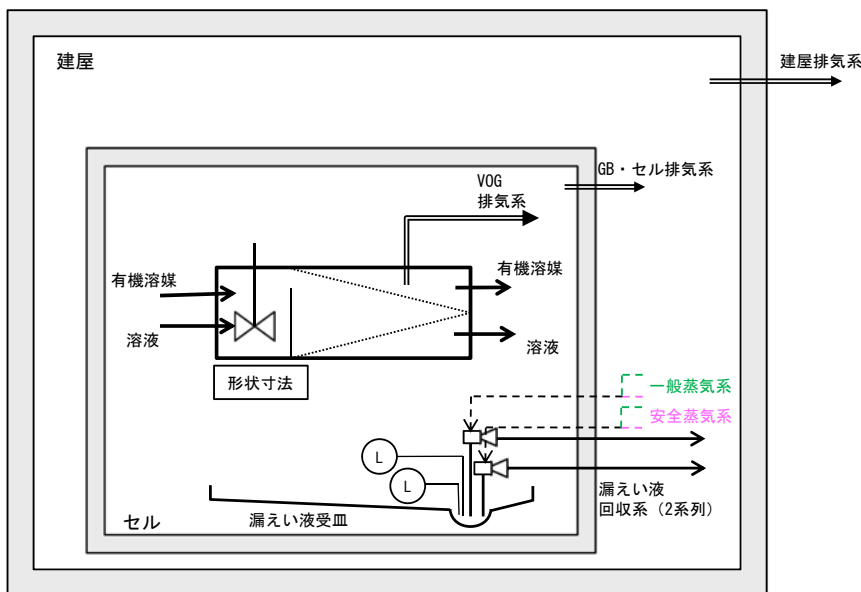 建屋
建屋排気系
GB・セル排気系
VOG
排気系
有機溶媒
有機溶媒
溶液
溶液
形状寸法
一般蒸気系
安全蒸気系
L
L
漏えい液
回収系（2系列）
漏えい液受皿
セル